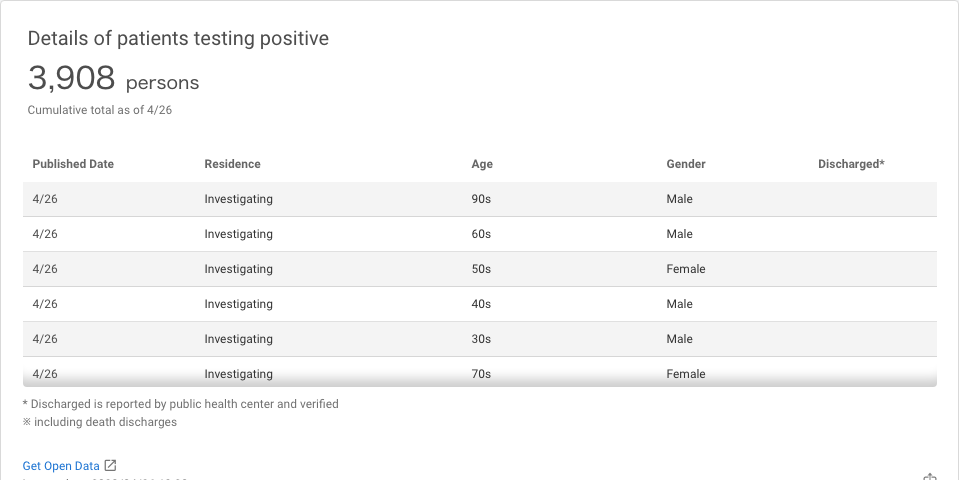 Details of patients testing positive
3,908 persons
Cumulative total as of 4/26
Published Date Residence Age Gender Discharged*
4/26 Investigating 90s Male
4/26 Investigating 60s Male
4/26 Investigating 50s Female
4/26 Investigating 40s Male
4/26 Investigating 30s Male
4/26 Investigating 70s Female
* Discharged is reported by public health center and verified
※ including death discharges
Get Open Data